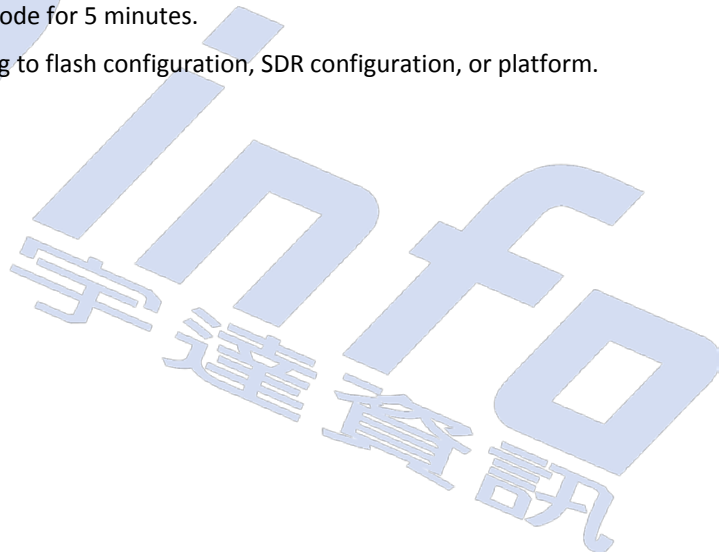 ode for 5 minutes.
g to flash configuration, SDR configuration, or platform.
info
宇達資訊